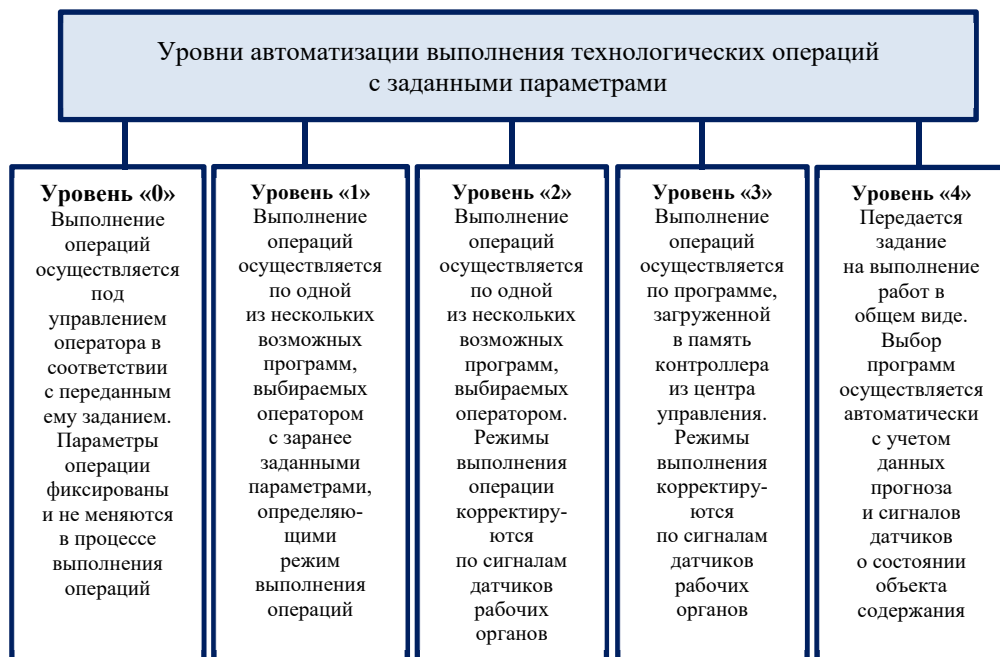 Уровни автоматизации выполнения технологических операций
с заданными параметрами
Уровень «0»
Выполнение
операций
осуществляется
под
управлением
оператора в
соответствии
с переданным
ему заданием.
Параметры
операции
фиксированы
и не меняются
в процессе
выполнения
операций
Уровень «1»
Выполнение
операций
осуществляется
по одной
из нескольких
возможных
программ,
выбираемых
оператором
с заранее
заданными
параметрами,
определяю-
щими
режим
выполнения
операций
Уровень «2»
Выполнение
операций
осуществляется
по одной
из нескольких
возможных
программ,
выбираемых
оператором.
Режимы
выполнения
операции
корректиру-
ются
по сигналам
датчиков
рабочих
органов
Уровень «3»
Выполнение
операций
осуществляется
по программе,
загруженной
в память
контроллера
из центра
управления.
Режимы
выполнения
корректиру-
ются
по сигналам
датчиков
рабочих
органов
Уровень «4»
Передается
задание
на выполнение
работ в
общем виде.
Выбор
программ
осуществляется
автоматически
с учетом
данных
прогноза
и сигналов
датчиков
о состоянии
объекта
содержания